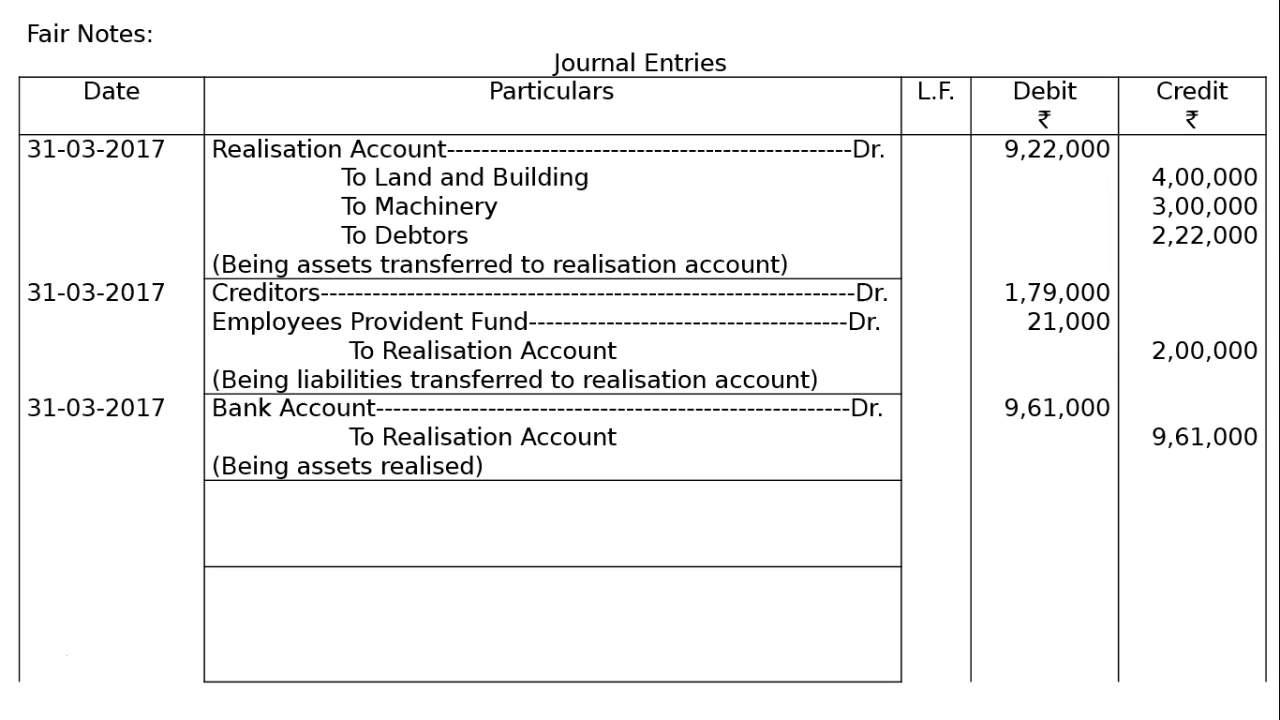 Fair Notes:
Journal Entries
Date Particulars L.F. Debit Credit
₹ ₹
31-03-2017 Realisation Account-----------------------------------------------Dr. 9,22,000
To Land and Building 4,00,000
To Machinery 3,00,000
To Debtors 2,22,000
(Being assets transferred to realisation account)
31-03-2017 Creditors--------------------------------------------------------------Dr. 1,79,000
Employees Provident Fund-------------------------------------Dr. 21,000
To Realisation Account 2,00,000
(Being liabilities transferred to realisation account)
31-03-2017 Bank Account-------------------------------------------------------Dr. 9,61,000
To Realisation Account 9,61,000
(Being assets realised)